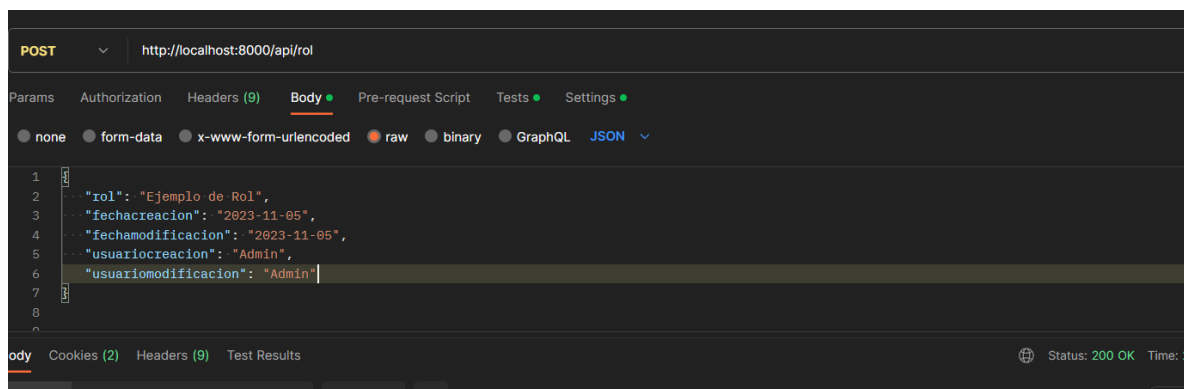 POST http://localhost:8000/api/rol
Params Authorization Headers (9) Body Pre-request Script Tests Settings
none form-data x-www-form-urlencoded raw binary GraphQL JSON
1 {
2 "rol": "Ejemplo de Rol",
3 "fechacreacion": "2023-11-05",
4 "fechamodificacion": "2023-11-05",
5 "usuariocreacion": "Admin",
6 "usuariomodificacion": "Admin"
7 }
8
ody Cookies (2) Headers (9) Test Results Status: 200 OK Time: